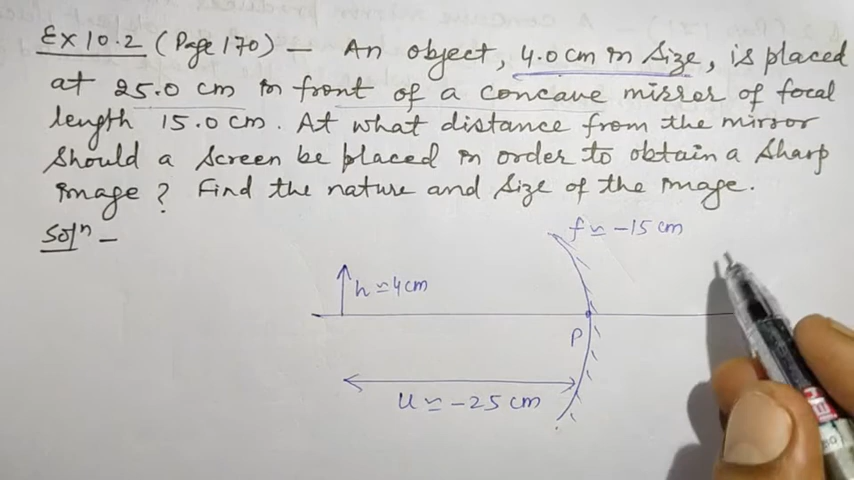 Ex 10.2 (Page 170) - An object, 4.0 cm in size, is placed
at 25.0 cm in front of a concave mirror of focal
length 15.0 cm. At what distance from the mirror
should a screen be placed in order to obtain a sharp
image? Find the nature and size of the image.
Solⁿ -
f = -15 cm
h = 4cm
P
u = -25 cm